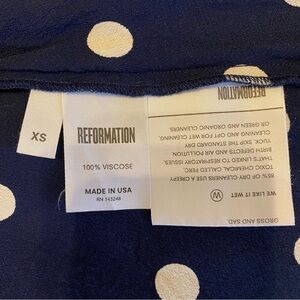 XS
REFORMATION
100% VISCOSE
MADE IN USA
RN 143248
GROSS AND SAD.
WE LIKE IT WET
W
85% OF DRY CLEANERS USE A CREEPY
TOXIC CHEMICAL CALLED PERC
THAT'S LINKED TO RESPIRATORY ISSUES,
BIRTH DEFECTS AND AIR POLLUTION.
YUCK. SKIP THE STANDARD DRY
CLEANING AND OPT FOR WET CLEANING
OR GREEN AND ORGANIC CLEANERS.
REFORMATION